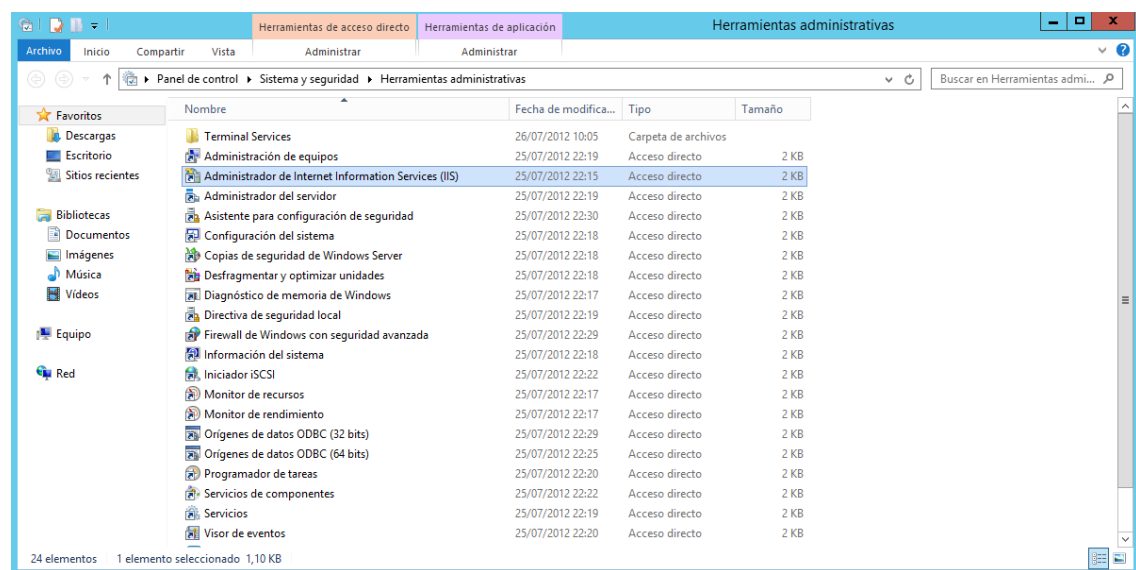 Herramientas de acceso directo Herramientas de aplicación Herramientas administrativas
Archivo Inicio Compartir Vista Administrar Administrar
Panel de control Sistema y seguridad Herramientas administrativas Buscar en Herramientas admi...
Nombre Fecha de modifica... Tipo Tamaño
Favoritos
Descargas
Escritorio
Sitios recientes
Bibliotecas
Documentos
Imágenes
Música
Vídeos
Equipo
Red
Terminal Services 26/07/2012 10:05 Carpeta de archivos
Administración de equipos 25/07/2012 22:19 Acceso directo 2 KB
Administrador de Internet Information Services (IIS) 25/07/2012 22:15 Acceso directo 2 KB
Administrador del servidor 25/07/2012 22:19 Acceso directo 2 KB
Asistente para configuración de seguridad 25/07/2012 22:30 Acceso directo 2 KB
Configuración del sistema 25/07/2012 22:18 Acceso directo 2 KB
Copias de seguridad de Windows Server 25/07/2012 22:18 Acceso directo 2 KB
Desfragmentar y optimizar unidades 25/07/2012 22:18 Acceso directo 2 KB
Diagnóstico de memoria de Windows 25/07/2012 22:17 Acceso directo 2 KB
Directiva de seguridad local 25/07/2012 22:19 Acceso directo 2 KB
Firewall de Windows con seguridad avanzada 25/07/2012 22:29 Acceso directo 2 KB
Información del sistema 25/07/2012 22:18 Acceso directo 2 KB
Iniciador iSCSI 25/07/2012 22:22 Acceso directo 2 KB
Monitor de recursos 25/07/2012 22:17 Acceso directo 2 KB
Monitor de rendimiento 25/07/2012 22:17 Acceso directo 2 KB
Orígenes de datos ODBC (32 bits) 25/07/2012 22:29 Acceso directo 2 KB
Orígenes de datos ODBC (64 bits) 25/07/2012 22:25 Acceso directo 2 KB
Programador de tareas 25/07/2012 22:20 Acceso directo 2 KB
Servicios de componentes 25/07/2012 22:22 Acceso directo 2 KB
Servicios 25/07/2012 22:19 Acceso directo 2 KB
Visor de eventos 25/07/2012 22:20 Acceso directo 2 KB
24 elementos 1 elemento seleccionado 1,10 KB